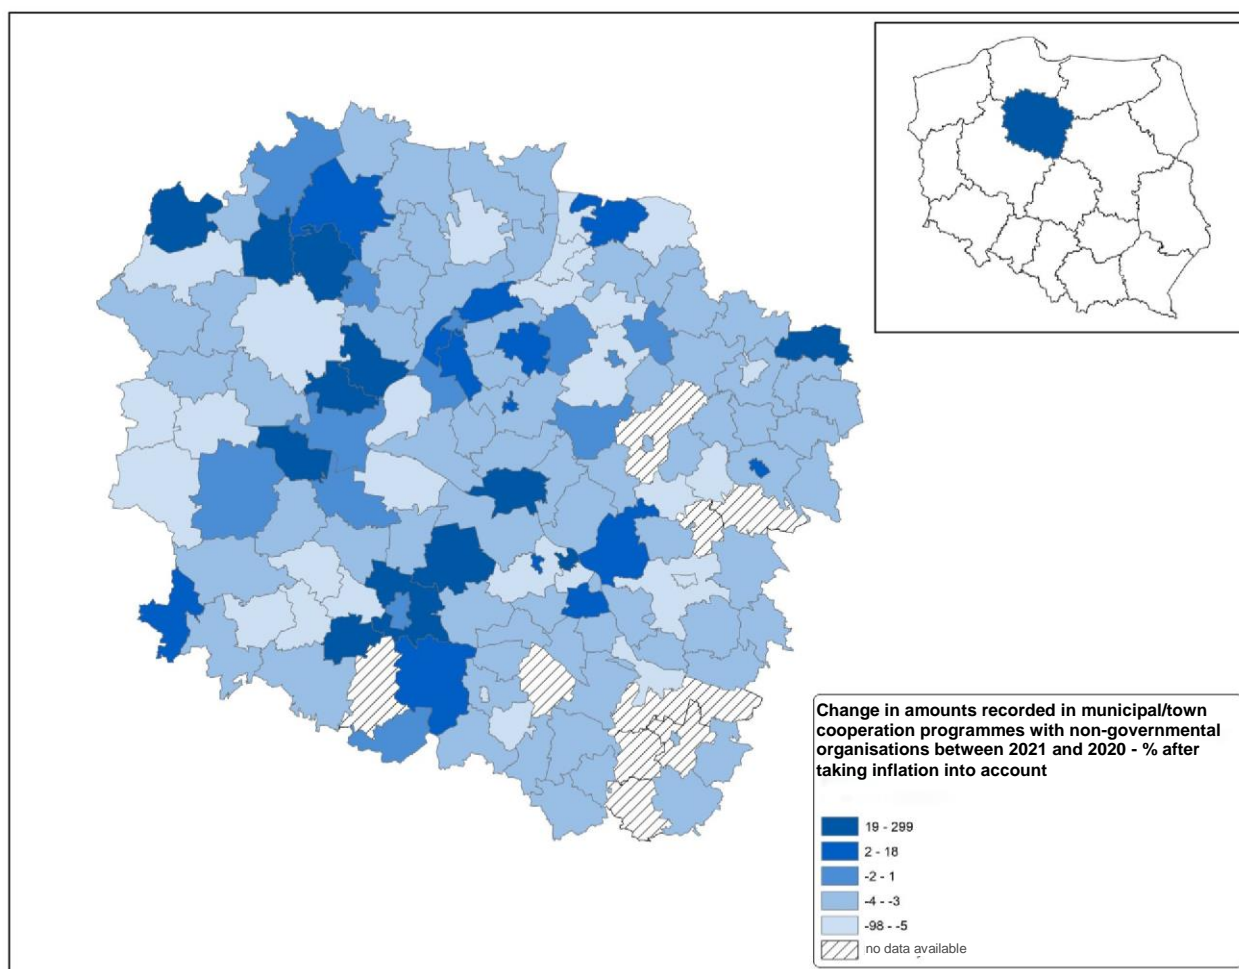 Change in amounts recorded in municipal/town
cooperation programmes with non-governmental
organisations between 2021 and 2020 - % after
taking inflation into account
19 - 299
2 - 18
-2 - 1
-4 - -3
-98 - -5
no data available